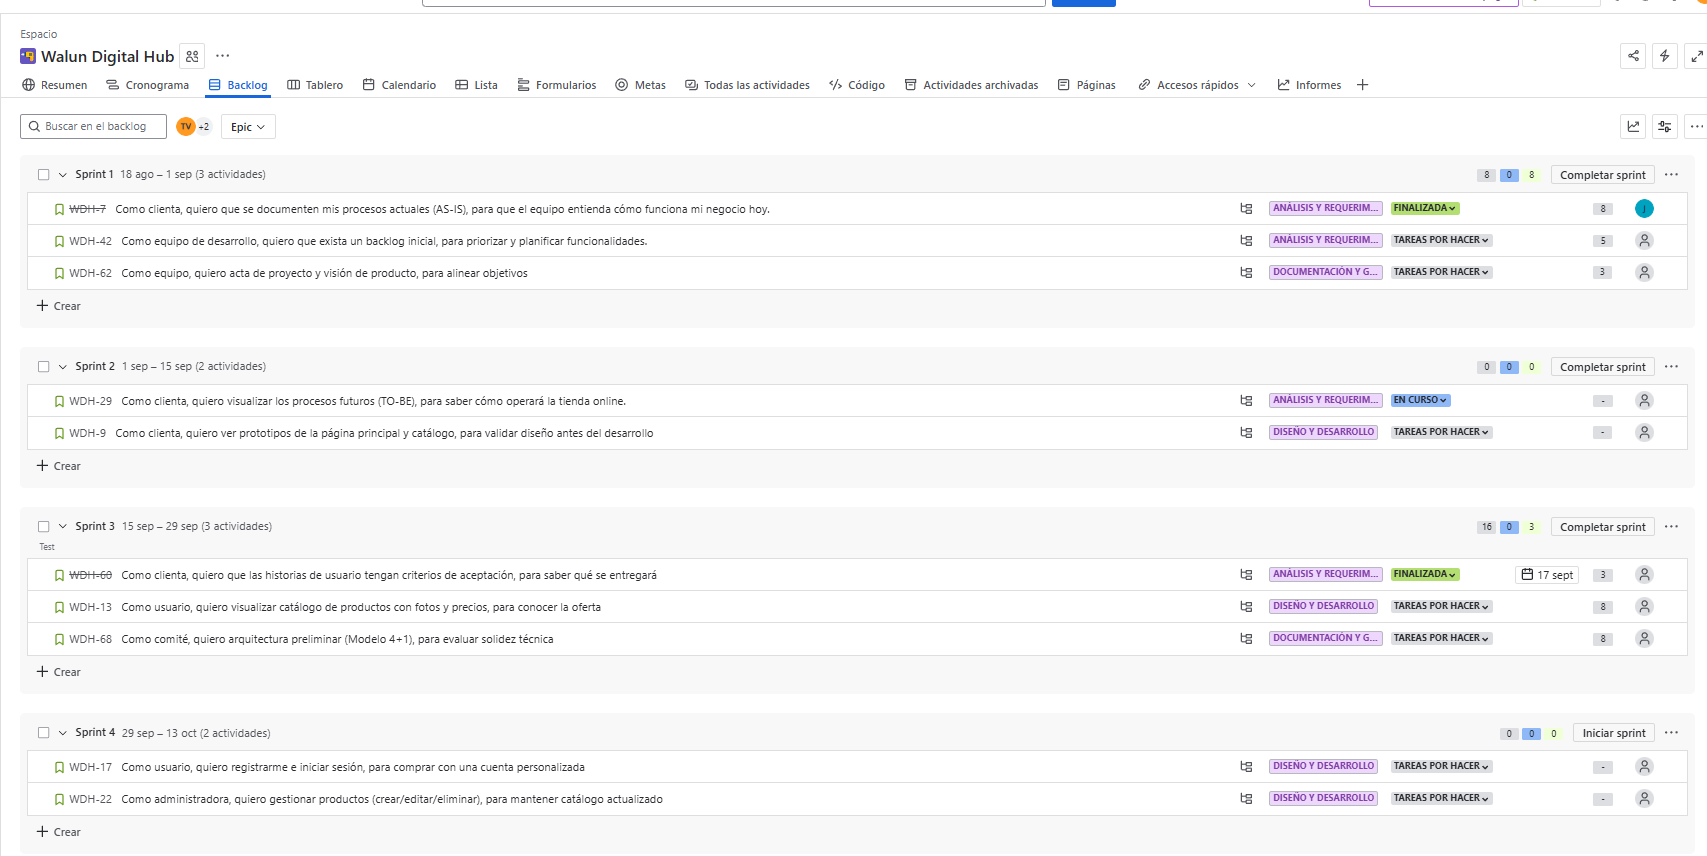 Espacio
Walun Digital Hub
Resumen Cronograma Backlog Tablero Calendario Lista Formularios Metas Todas las actividades Código Actividades archivadas Páginas Accesos rápidos Informes
Buscar en el backlog TV +2 Epic
Sprint 1 18 ago – 1 sep (3 actividades) 8 0 8 Completar sprint
WDH-7 Como clienta, quiero que se documenten mis procesos actuales (AS-IS), para que el equipo entienda cómo funciona mi negocio hoy. ANÁLISIS Y REQUERIM... FINALIZADA 8 J
WDH-42 Como equipo de desarrollo, quiero que exista un backlog inicial, para priorizar y planificar funcionalidades. ANÁLISIS Y REQUERIM... TAREAS POR HACER 5
WDH-62 Como equipo, quiero acta de proyecto y visión de producto, para alinear objetivos DOCUMENTACIÓN Y G... TAREAS POR HACER 3
Crear
Sprint 2 1 sep – 15 sep (2 actividades) 0 0 0 Completar sprint
WDH-29 Como clienta, quiero visualizar los procesos futuros (TO-BE), para saber cómo operará la tienda online. ANÁLISIS Y REQUERIM... EN CURSO -
WDH-9 Como clienta, quiero ver prototipos de la página principal y catálogo, para validar diseño antes del desarrollo DISEÑO Y DESARROLLO TAREAS POR HACER -
Crear
Sprint 3 15 sep – 29 sep (3 actividades) 16 0 3 Completar sprint
Test
WDH-60 Como clienta, quiero que las historias de usuario tengan criterios de aceptación, para saber qué se entregará ANÁLISIS Y REQUERIM... FINALIZADA 17 sept 3
WDH-13 Como usuario, quiero visualizar catálogo de productos con fotos y precios, para conocer la oferta DISEÑO Y DESARROLLO TAREAS POR HACER 8
WDH-68 Como comité, quiero arquitectura preliminar (Modelo 4+1), para evaluar solidez técnica DOCUMENTACIÓN Y G... TAREAS POR HACER 8
Crear
Sprint 4 29 sep – 13 oct (2 actividades) 0 0 0 Iniciar sprint
WDH-17 Como usuario, quiero registrarme e iniciar sesión, para comprar con una cuenta personalizada DISEÑO Y DESARROLLO TAREAS POR HACER -
WDH-22 Como administradora, quiero gestionar productos (crear/editar/eliminar), para mantener catálogo actualizado DISEÑO Y DESARROLLO TAREAS POR HACER -
Crear